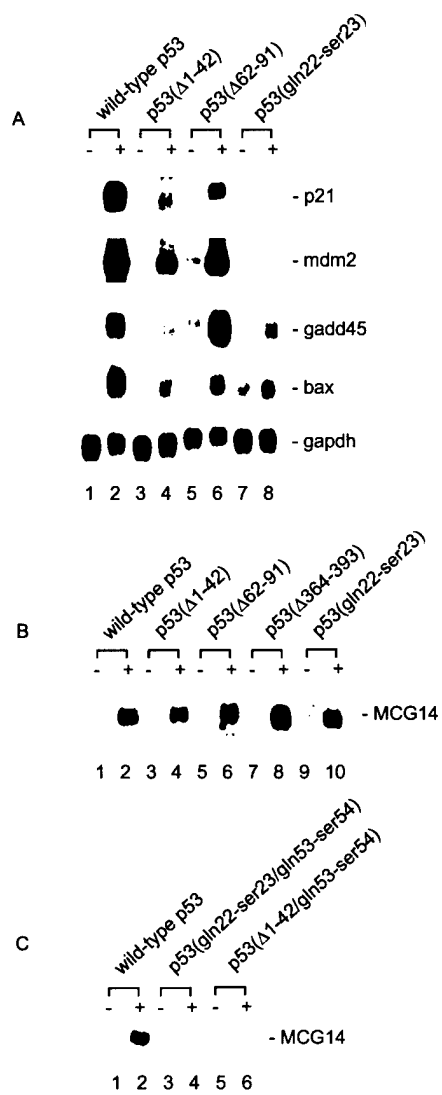 A
wild-type p53
p53(Δ1-42)
p53(Δ62-91)
p53(gln22-ser23)
- + - + - + - +
- p21
- mdm2
- gadd45
- bax
- gapdh
1 2 3 4 5 6 7 8
B
wild-type p53
p53(Δ1-42)
p53(Δ62-91)
p53(Δ364-393)
p53(gln22-ser23)
- + - + - + - + - +
- MCG14
1 2 3 4 5 6 7 8 9 10
C
wild-type p53
p53(gln22-ser23/gln53-ser54)
p53(Δ1-42/gln53-ser54)
- + - + - +
- MCG14
1 2 3 4 5 6